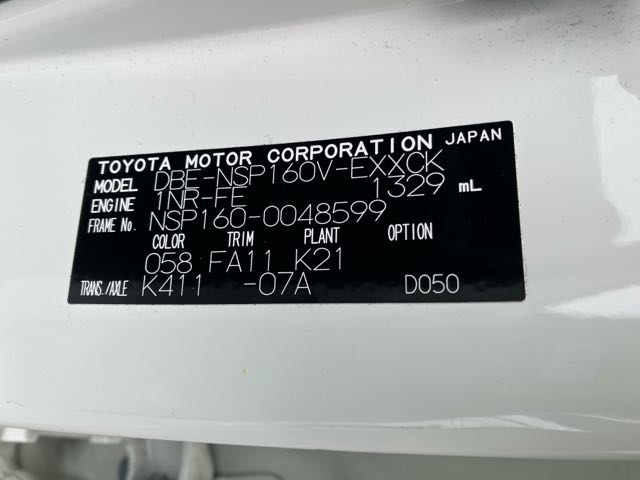 TOYOTA MOTOR CORPORATION JAPAN
MODEL DBE-NSP160V-EXXCK
ENGINE 1NR-FE 1329 mL
FRAME No. NSP160-0048599
COLOR TRIM PLANT OPTION
058 FA11 K21
TRANS./AXLE K411 -07A D050